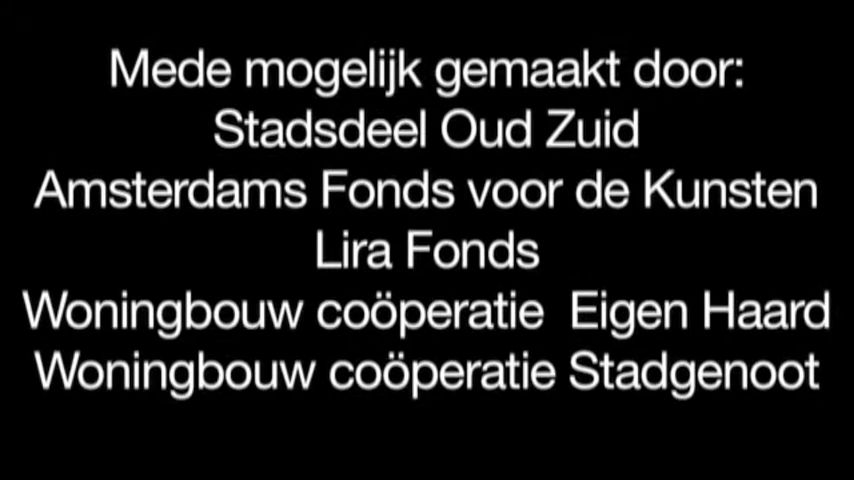 Mede mogelijk gemaakt door:
Stadsdeel Oud Zuid
Amsterdams Fonds voor de Kunsten
Lira Fonds
Woningbouw coöperatie  Eigen Haard
Woningbouw coöperatie Stadgenoot